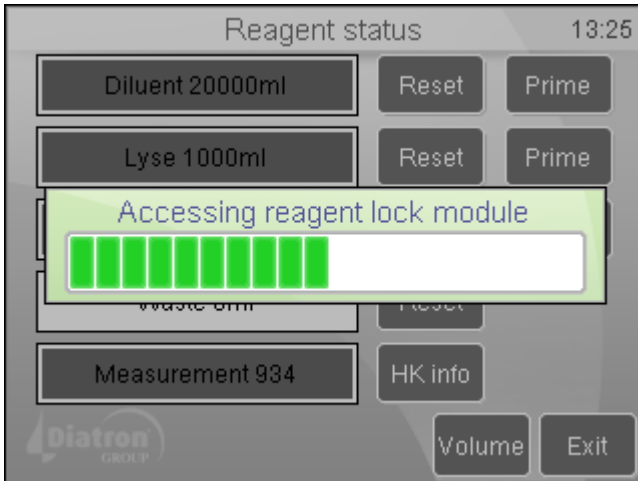 Reagent status
13:25
Diluent 20000ml
Reset
Prime
Lyse 1000ml
Reset
Prime
Accessing reagent lock module
Measurement 934
HK info
Diatron
GROUP
Volume
Exit